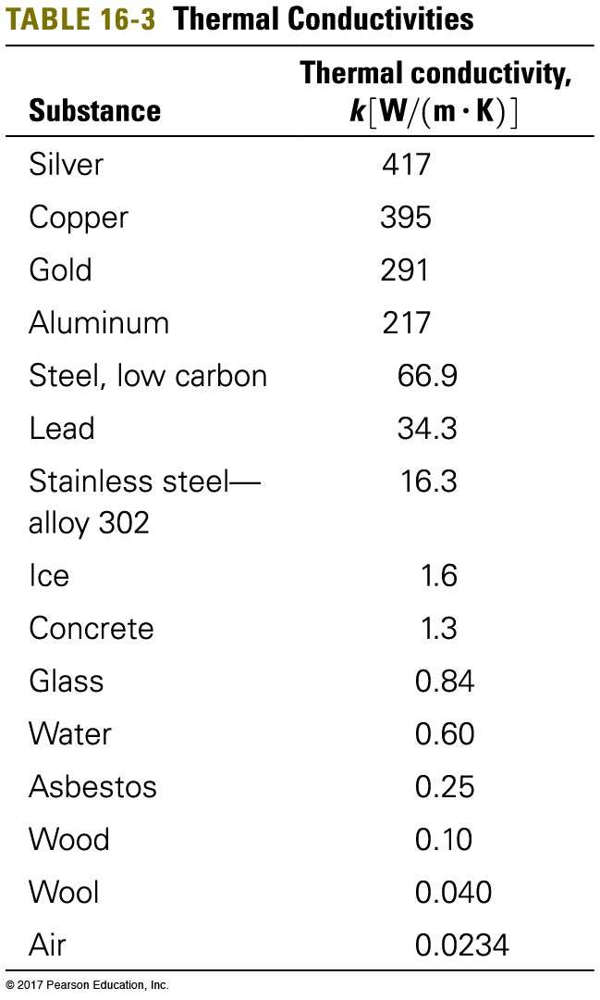 TABLE 16-3 Thermal Conductivities
Thermal conductivity,
Substance k[W/(m · K)]
Silver 417
Copper 395
Gold 291
Aluminum 217
Steel, low carbon 66.9
Lead 34.3
Stainless steel— 16.3
alloy 302
Ice 1.6
Concrete 1.3
Glass 0.84
Water 0.60
Asbestos 0.25
Wood 0.10
Wool 0.040
Air 0.0234
© 2017 Pearson Education, Inc.